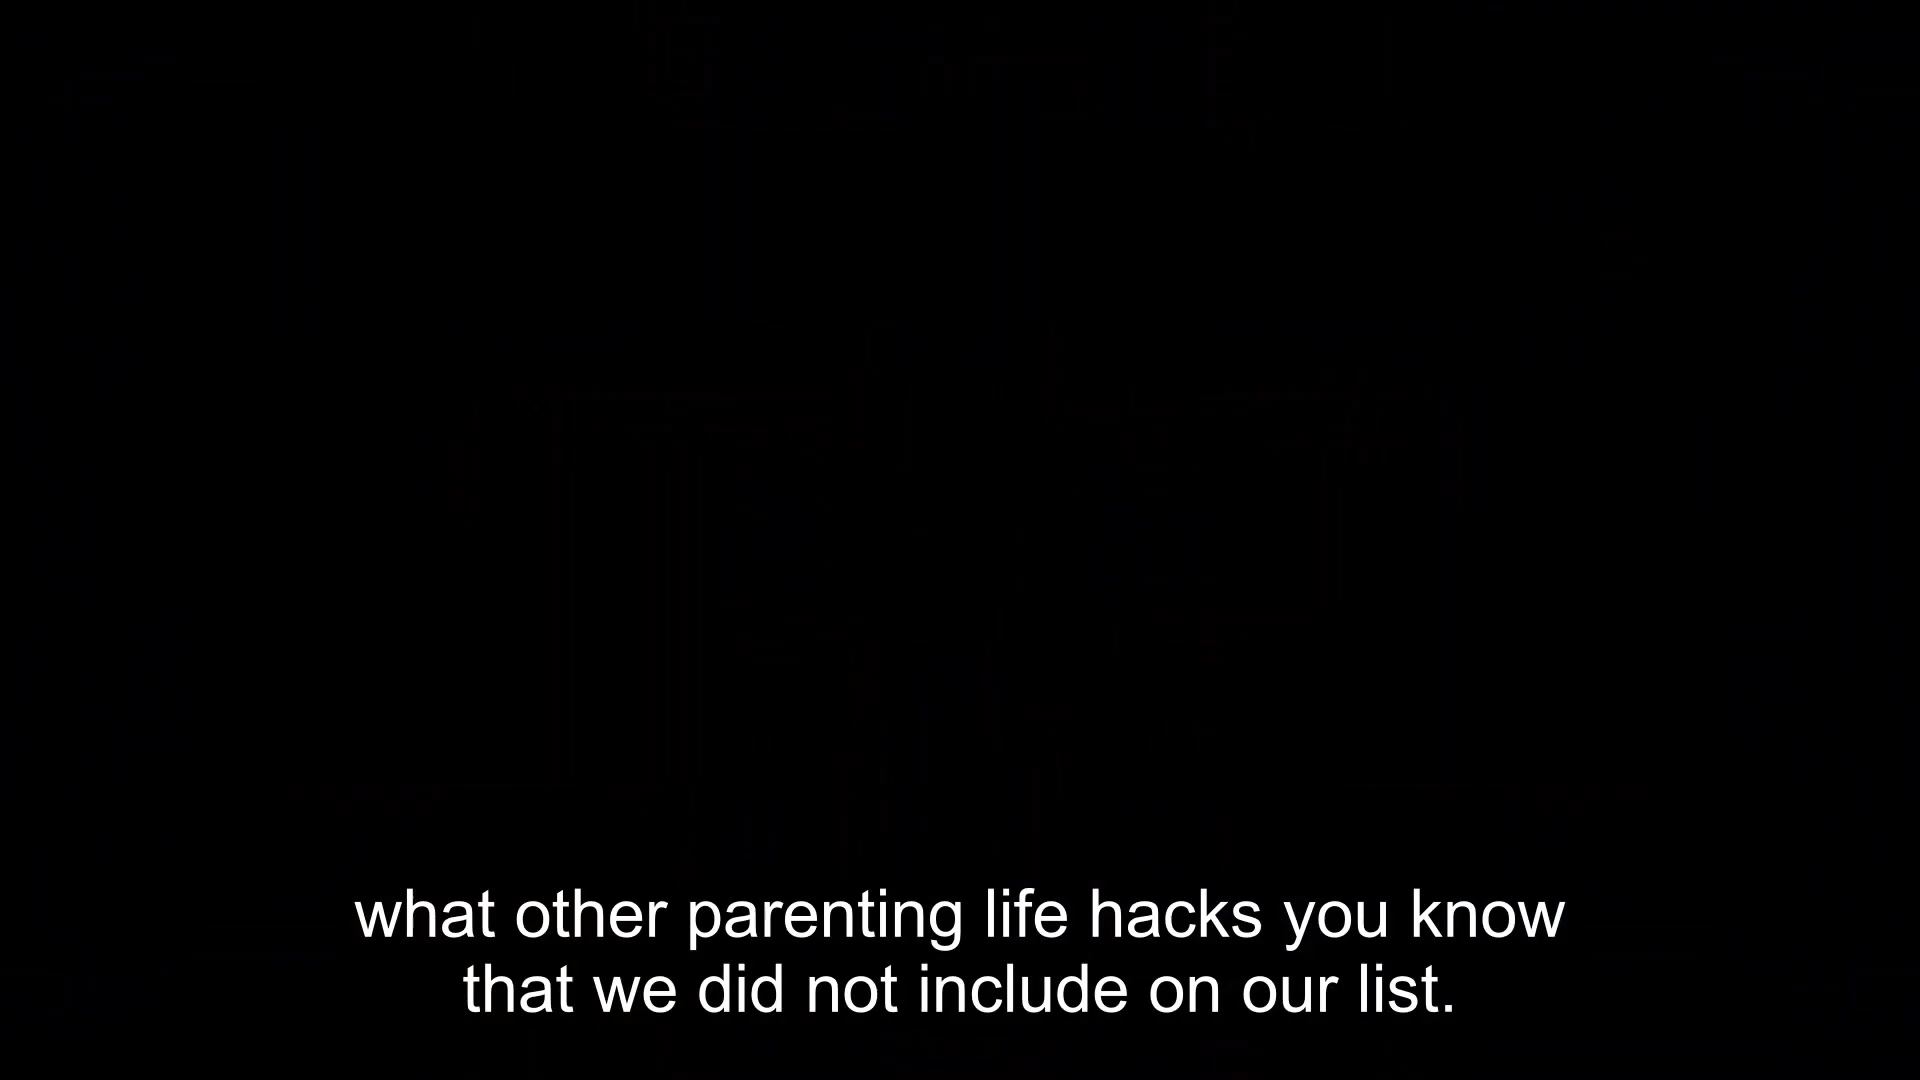 what other parenting life hacks you know
that we did not include on our list.